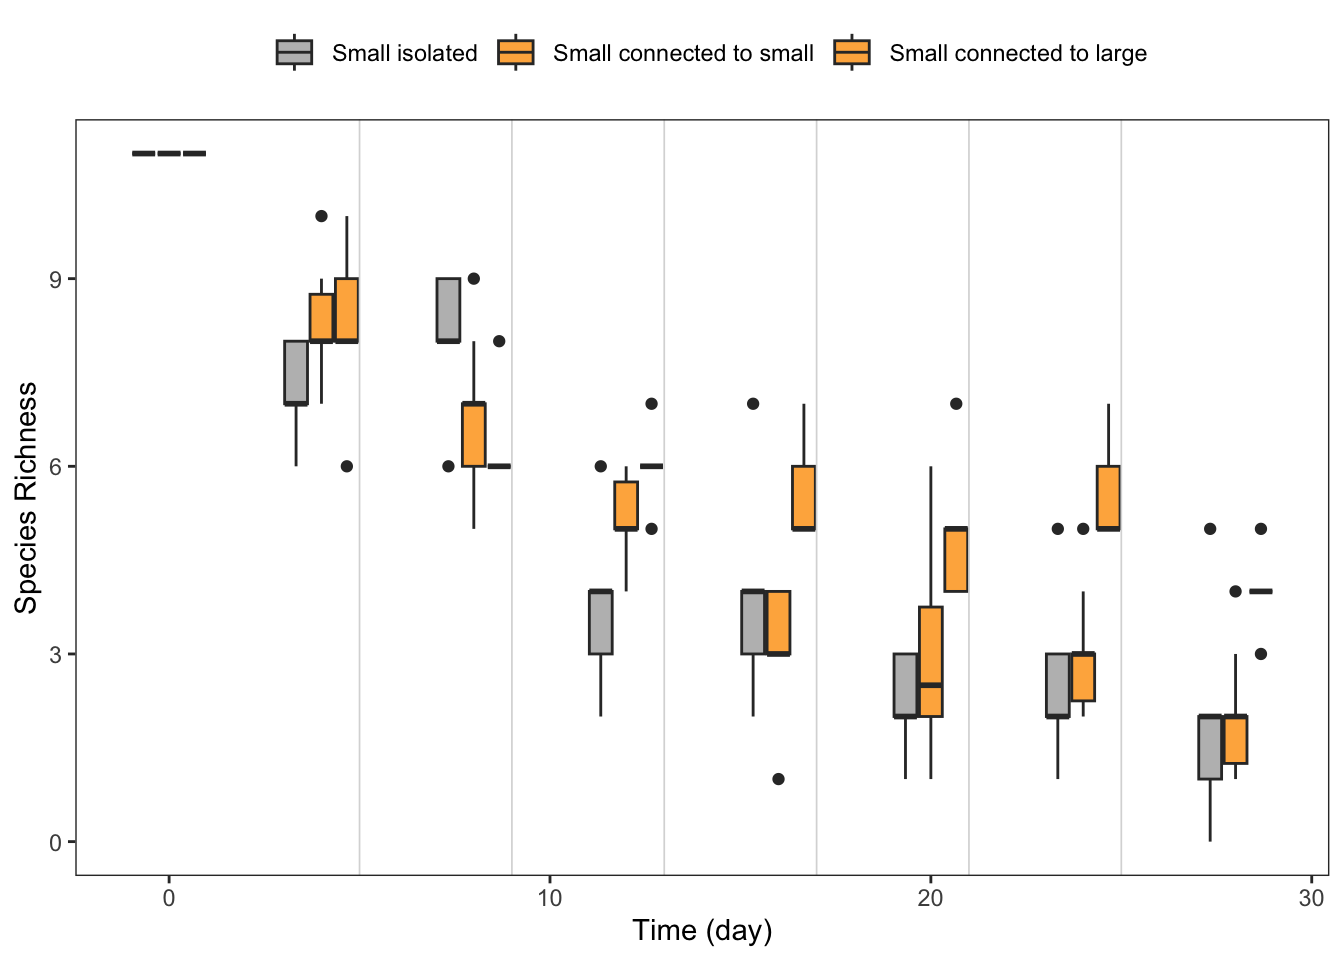 Small isolated Small connected to small Small connected to large
9
6
3
0
Species Richness
0 10 20 30
Time (day)